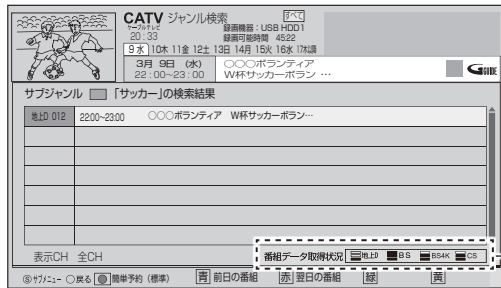 CATV ジャンル検索 すべて
ケーブルテレビ 録画機器：USB HDD1
20:33 録画可能時間 45:22
9水 10木 11金 12土 13日 14月 15火 16水 17木
3月 9日（水） ○○○ボランティア
22:00~23:00 W杯サッカーボラン …
G GUIDE
サブジャンル 「サッカー」の検索結果
地上D 012 22:00~23:00 ○○○ボランティア W杯サッカーボラン…
表示CH 全CH 番組データ取得状況 地上D BS BS4K CS
Ⓢサブメニュー 戻る 簡単予約（標準） 青 前日の番組 赤 翌日の番組 緑 黄